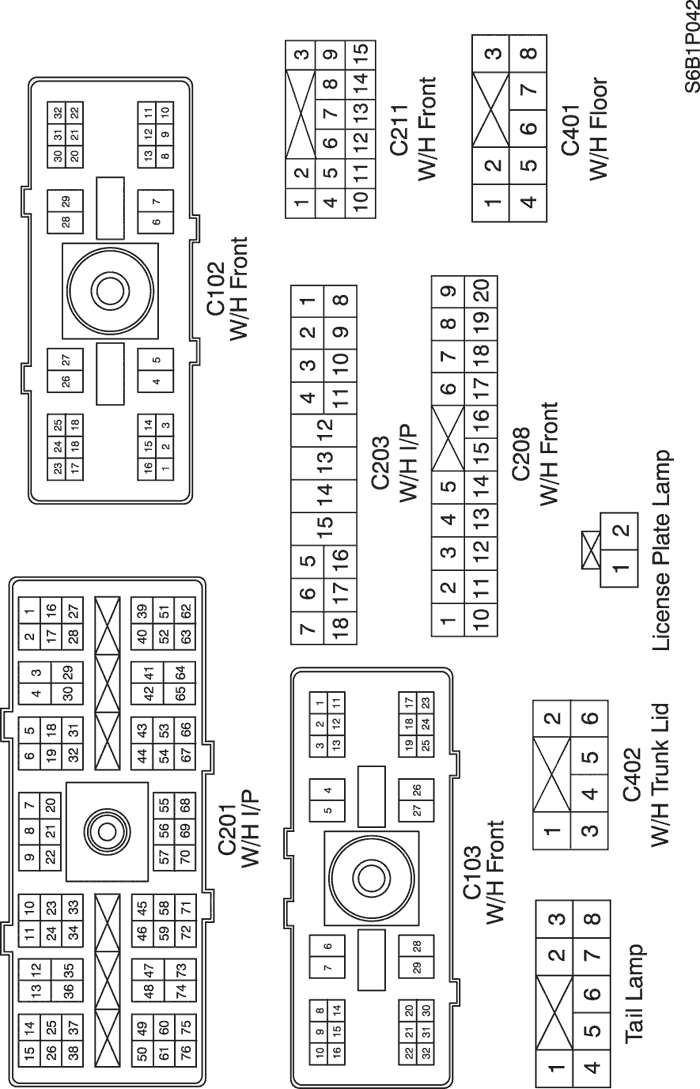 15 14 13 12 11 10 9 8 7 6 5 4 3 2 1
26 25 24 23 22 21 20 19 18 17 16
38 37 36 35 34 33 32 31 30 29 28 27
50 49 48 47 46 45 57 56 55 44 43 42 41 40 39
61 60 59 58 54 53 52 51
76 75 74 73 72 71 70 69 68 67 66 65 64 63 62
C201
W/H I/P
23 24 25 26 27 28 29 30 31 32
17 18 18 20 21 22
16 15 14 4 5 6 7 13 12 11
1 2 3 8 9 10
C102
W/H Front
10 9 8 7 6 5 4 3 2 1
16 15 14 13 12 11
22 21 20 29 28 27 26 19 18 17
32 31 30 25 24 23
C103
W/H Front
7 6 5 15 14 13 12 4 3 2 1
18 17 16 11 10 9 8
C203
W/H I/P
1 2 3
4 5 6 7 8 9
10 11 12 13 14 15
C211
W/H Front
1 2 3 4 5 6 7 8 9
10 11 12 13 14 15 16 17 18 19 20
C208
W/H Front
1 2 3
4 5 6 7 8
C401
W/H Floor
1 2 3
4 5 6 7 8
Tail Lamp
1 2
3 4 5 6
C402
W/H Trunk Lid
1 2
License Plate Lamp
S6B1P042